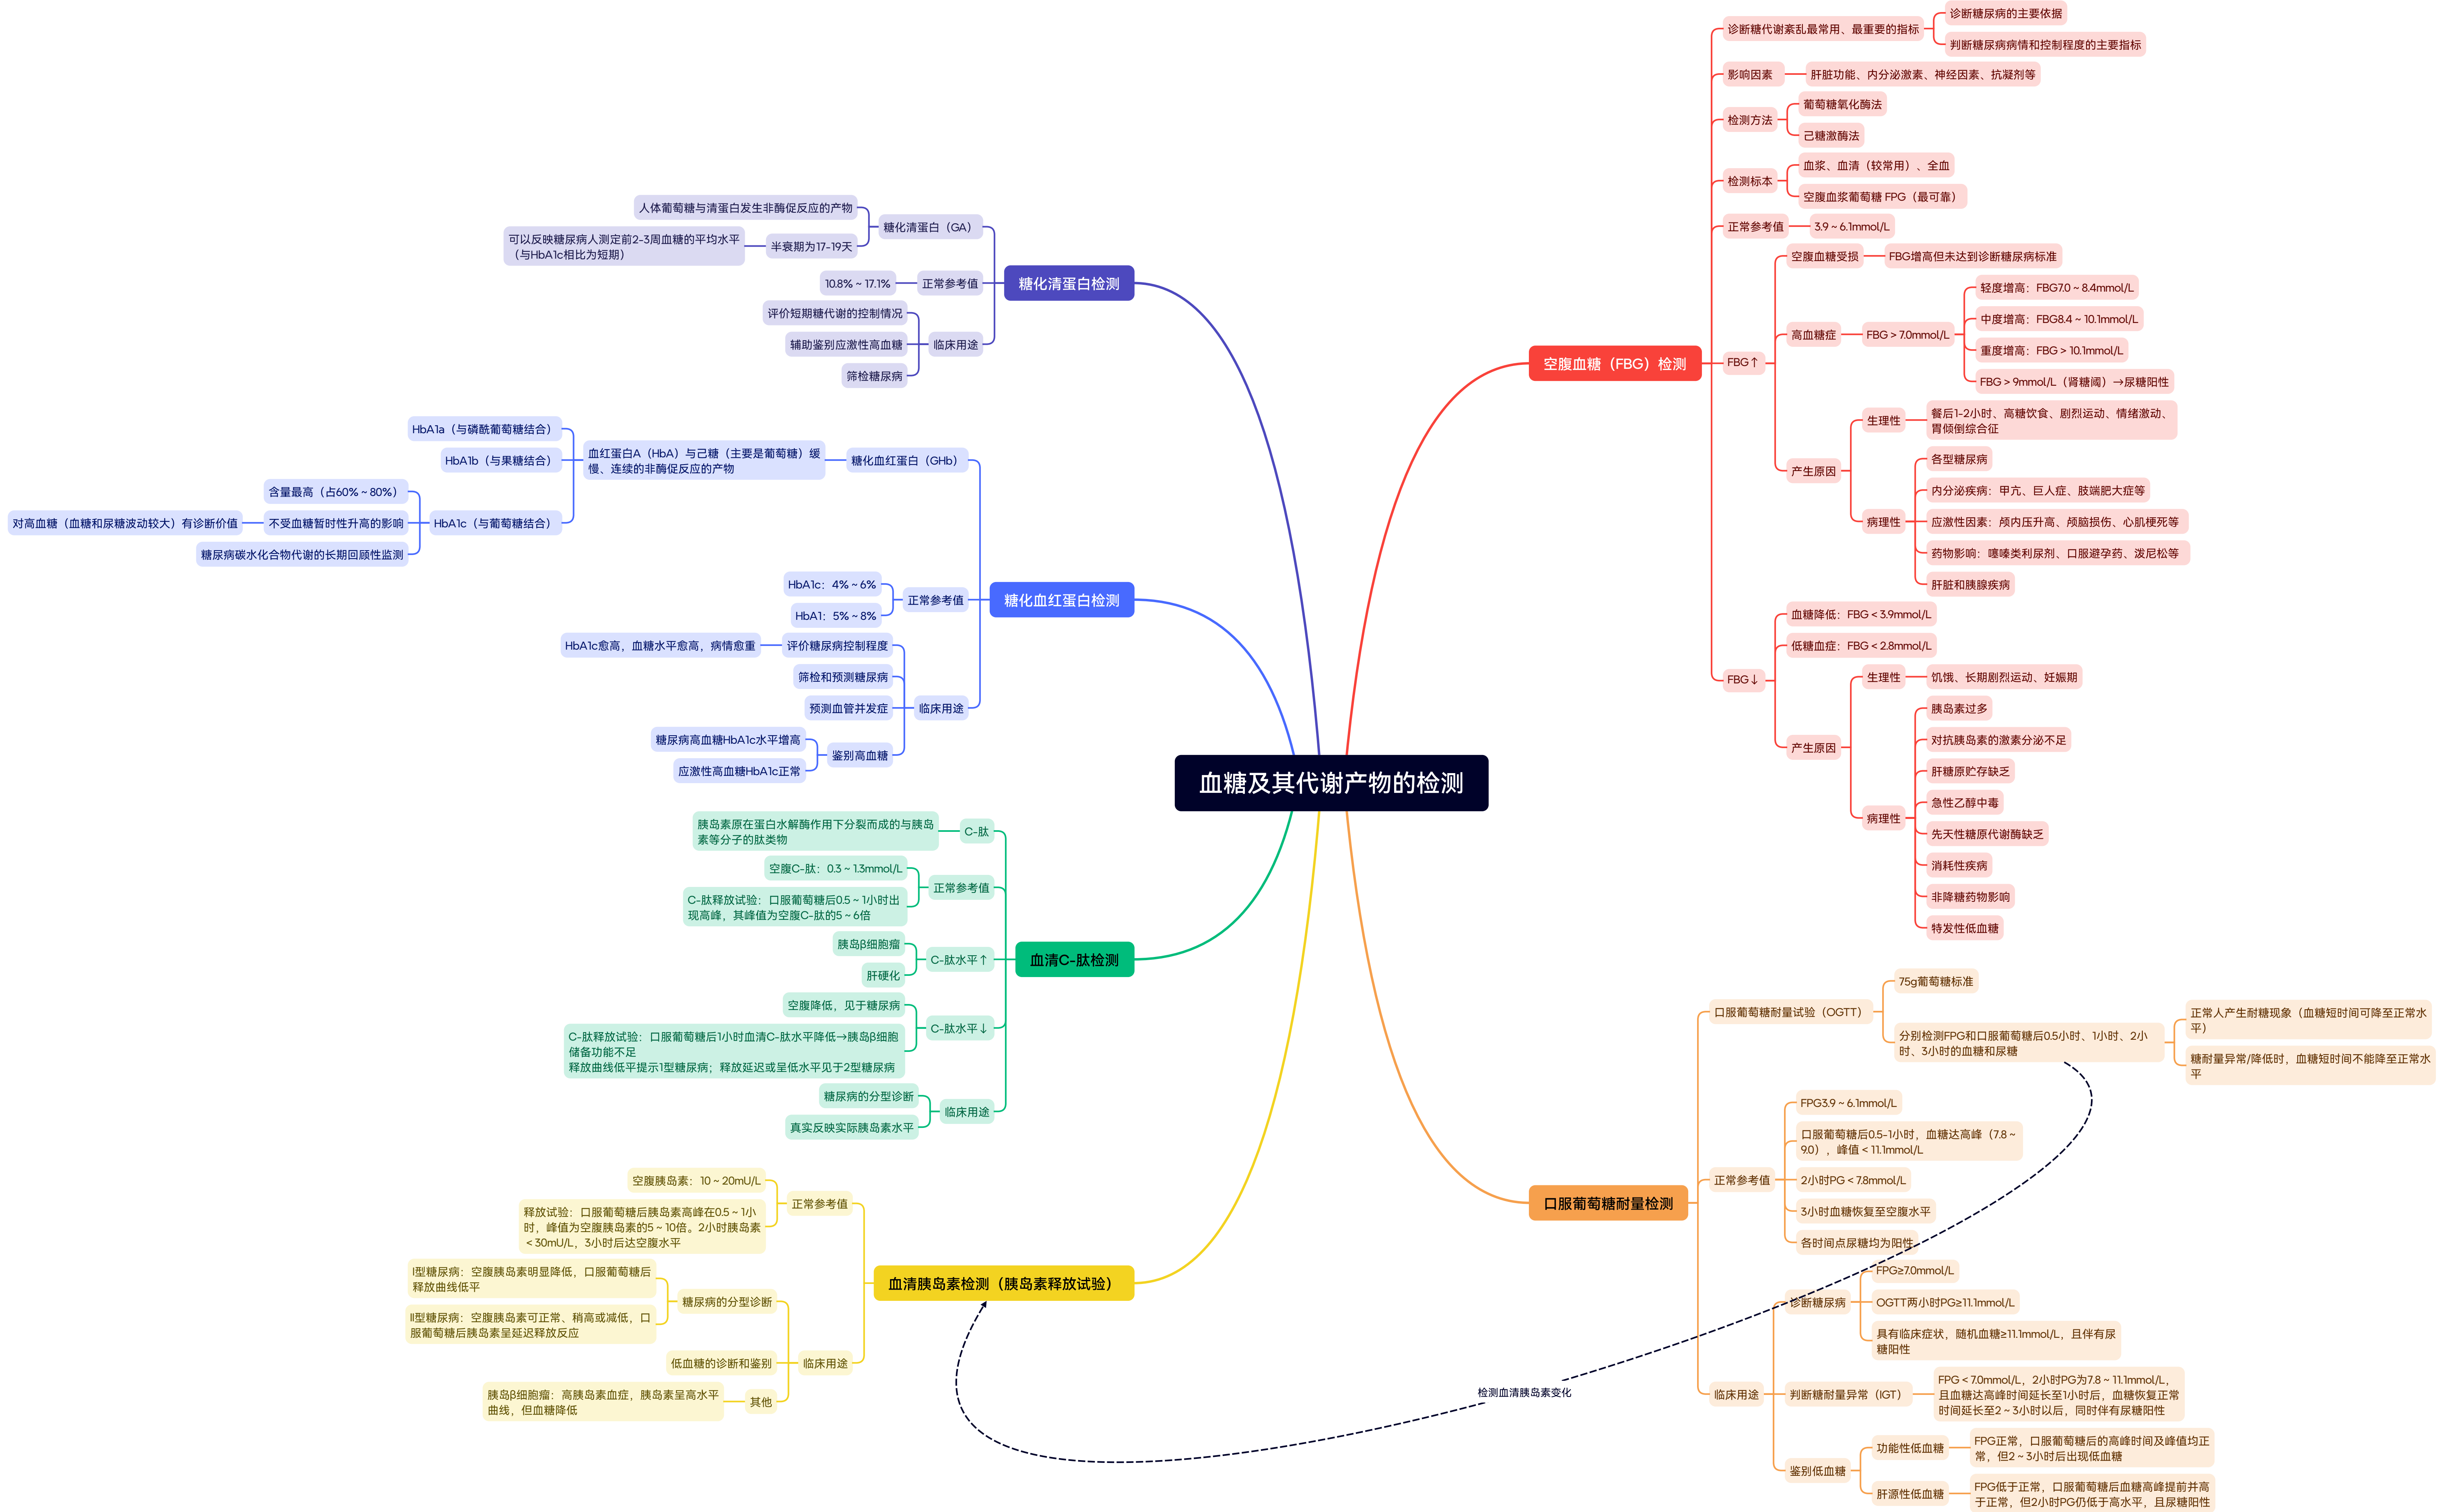 血糖及其代谢产物的检测
空腹血糖（FBG）检测
诊断糖代谢紊乱最常用、最重要的指标
诊断糖尿病的主要依据
判断糖尿病病情和控制程度的主要指标
影响因素
肝脏功能、内分泌激素、神经因素、抗凝剂等
检测方法
葡萄糖氧化酶法
己糖激酶法
检测标本
血浆、血清（较常用）、全血
空腹血浆葡萄糖 FPG（最可靠）
正常参考值
3.9 ~ 6.1mmol/L
FBG↑
空腹血糖受损
FBG增高但未达到诊断糖尿病标准
高血糖症
FBG > 7.0mmol/L
轻度增高：FBG7.0 ~ 8.4mmol/L
中度增高：FBG8.4 ~ 10.1mmol/L
重度增高：FBG > 10.1mmol/L
FBG > 9mmol/L（肾糖阈）→尿糖阳性
产生原因
生理性
餐后1-2小时、高糖饮食、剧烈运动、情绪激动、
胃倾倒综合征
病理性
各型糖尿病
内分泌疾病：甲亢、巨人症、肢端肥大症等
应激性因素：颅内压升高、颅脑损伤、心肌梗死等
药物影响：噻嗪类利尿剂、口服避孕药、泼尼松等
肝脏和胰腺疾病
FBG↓
血糖降低：FBG < 3.9mmol/L
低糖血症：FBG < 2.8mmol/L
产生原因
生理性
饥饿、长期剧烈运动、妊娠期
病理性
胰岛素过多
对抗胰岛素的激素分泌不足
肝糖原贮存缺乏
急性乙醇中毒
先天性糖原代谢酶缺乏
消耗性疾病
非降糖药物影响
特发性低血糖
口服葡萄糖耐量检测
口服葡萄糖耐量试验（OGTT）
75g葡萄糖标准
分别检测FPG和口服葡萄糖后0.5小时、1小时、2小
时、3小时的血糖和尿糖
正常人产生耐糖现象（血糖短时间可降至正常水
平）
糖耐量异常/降低时，血糖短时间不能降至正常水
平
正常参考值
FPG3.9 ~ 6.1mmol/L
口服葡萄糖后0.5-1小时，血糖达高峰（7.8 ~
9.0），峰值 < 11.1mmol/L
2小时PG < 7.8mmol/L
3小时血糖恢复至空腹水平
各时间点尿糖均为阳性
临床用途
诊断糖尿病
FPG≥7.0mmol/L
OGTT两小时PG≥11.1mmol/L
具有临床症状，随机血糖≥11.1mmol/L，且伴有尿
糖阳性
判断糖耐量异常（IGT）
FPG < 7.0mmol/L，2小时PG为7.8 ~ 11.1mmol/L，
且血糖达高峰时间延长至1小时后，血糖恢复正常
时间延长至2 ~ 3小时以后，同时伴有尿糖阳性
鉴别低血糖
功能性低血糖
FPG正常，口服葡萄糖后的高峰时间及峰值均正
常，但2 ~ 3小时后出现低血糖
肝源性低血糖
FPG低于正常，口服葡萄糖后血糖高峰提前并高
于正常，但2小时PG仍低于高水平，且尿糖阳性
检测血清胰岛素变化
糖化清蛋白检测
糖化清蛋白（GA）
人体葡萄糖与清蛋白发生非酶促反应的产物
半衰期为17-19天
可以反映糖尿病人测定前2-3周血糖的平均水平
（与HbA1c相比为短期）
正常参考值
10.8% ~ 17.1%
临床用途
评价短期糖代谢的控制情况
辅助鉴别应激性高血糖
筛检糖尿病
糖化血红蛋白检测
糖化血红蛋白（GHb）
血红蛋白A（HbA）与己糖（主要是葡萄糖）缓
慢、连续的非酶促反应的产物
HbA1a（与磷酰葡萄糖结合）
HbA1b（与果糖结合）
HbA1c（与葡萄糖结合）
含量最高（占60% ~ 80%）
不受血糖暂时性升高的影响
对高血糖（血糖和尿糖波动较大）有诊断价值
糖尿病碳水化合物代谢的长期回顾性监测
正常参考值
HbA1c：4% ~ 6%
HbA1：5% ~ 8%
临床用途
评价糖尿病控制程度
HbA1c愈高，血糖水平愈高，病情愈重
筛检和预测糖尿病
预测血管并发症
鉴别高血糖
糖尿病高血糖HbA1c水平增高
应激性高血糖HbA1c正常
血清C-肽检测
C-肽
胰岛素原在蛋白水解酶作用下分裂而成的与胰岛
素等分子的肽类物
正常参考值
空腹C-肽：0.3 ~ 1.3mmol/L
C-肽释放试验：口服葡萄糖后0.5 ~ 1小时出
现高峰，其峰值为空腹C-肽的5 ~ 6倍
C-肽水平↑
胰岛β细胞瘤
肝硬化
C-肽水平↓
空腹降低，见于糖尿病
C-肽释放试验：口服葡萄糖后1小时血清C-肽水平降低→胰岛β细胞
储备功能不足
释放曲线低平提示1型糖尿病；释放延迟或呈低水平见于2型糖尿病
临床用途
糖尿病的分型诊断
真实反映实际胰岛素水平
血清胰岛素检测（胰岛素释放试验）
正常参考值
空腹胰岛素：10 ~ 20mU/L
释放试验：口服葡萄糖后胰岛素高峰在0.5 ~ 1小
时，峰值为空腹胰岛素的5 ~ 10倍。2小时胰岛素
< 30mU/L，3小时后达空腹水平
临床用途
糖尿病的分型诊断
I型糖尿病：空腹胰岛素明显降低，口服葡萄糖后
释放曲线低平
II型糖尿病：空腹胰岛素可正常、稍高或减低，口
服葡萄糖后胰岛素呈延迟释放反应
低血糖的诊断和鉴别
其他
胰岛β细胞瘤：高胰岛素血症，胰岛素呈高水平
曲线，但血糖降低